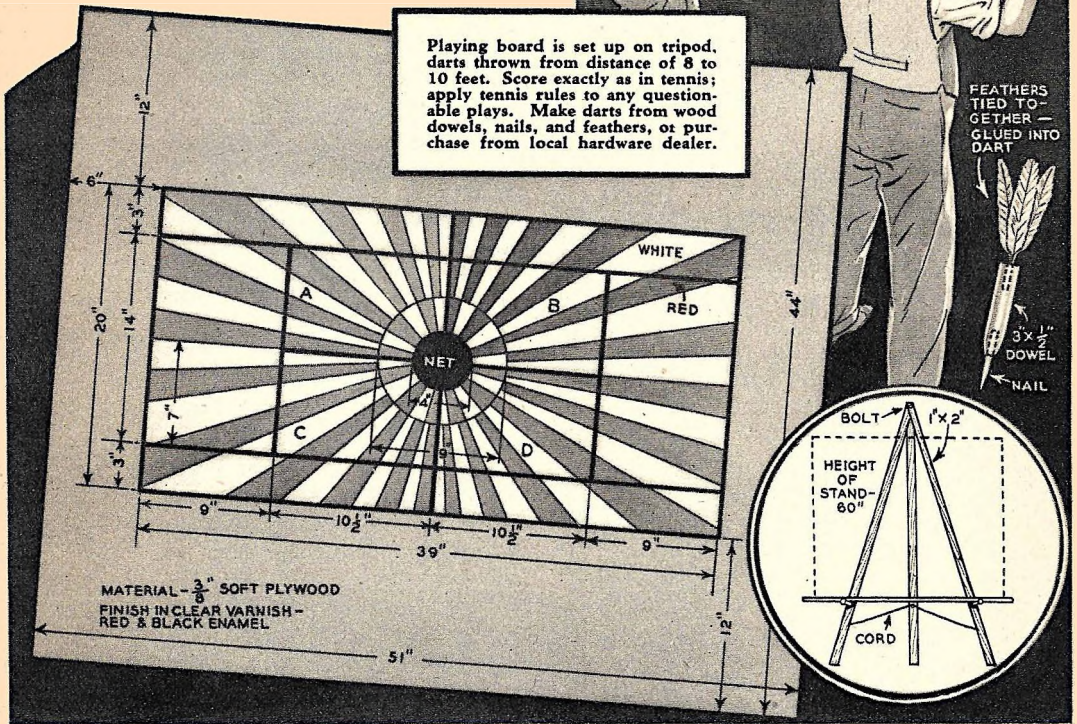 Playing board is set up on tripod,
darts thrown from distance of 8 to
10 feet. Score exactly as in tennis;
apply tennis rules to any question-
able plays. Make darts from wood
dowels, nails, and feathers, or pur-
chase from local hardware dealer.
FEATHERS
TIED TO-
GETHER —
GLUED INTO
DART
3"x ½"
DOWEL
NAIL
12"
6"
3"
20"
14"
7"
3"
44"
WHITE
RED
A
B
NET
4"
9"
C
D
9"
10½"
10½"
9"
39"
12"
51"
MATERIAL - ⅜" SOFT PLYWOOD
FINISH IN CLEAR VARNISH -
RED & BLACK ENAMEL
BOLT
1"x 2"
HEIGHT
OF
STAND-
60"
CORD